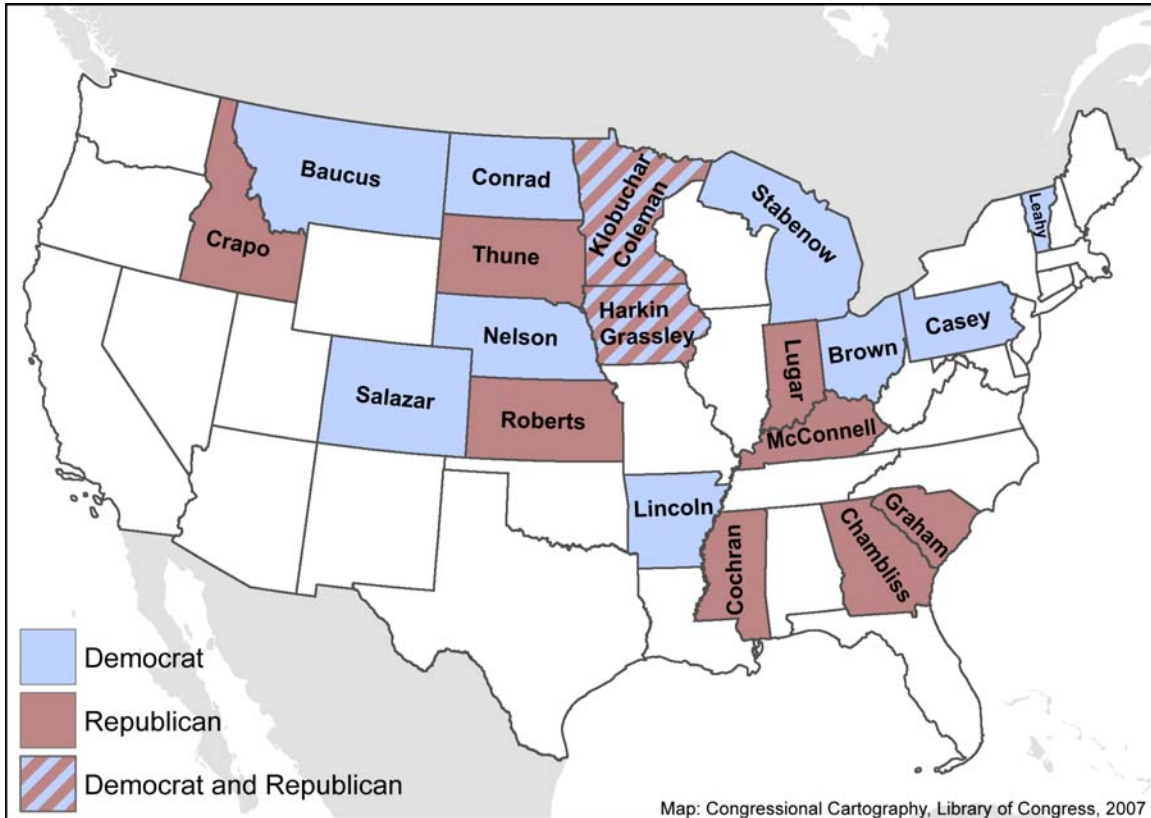 Baucus
Conrad
Klobuchar
Coleman
Stabenow
Leahy
Crapo
Thune
Harkin
Grassley
Casey
Nelson
Lugar
Brown
Salazar
Roberts
McConnell
Lincoln
Cochran
Chambliss
Graham
Democrat
Republican
Democrat and Republican
Map: Congressional Cartography, Library of Congress, 2007